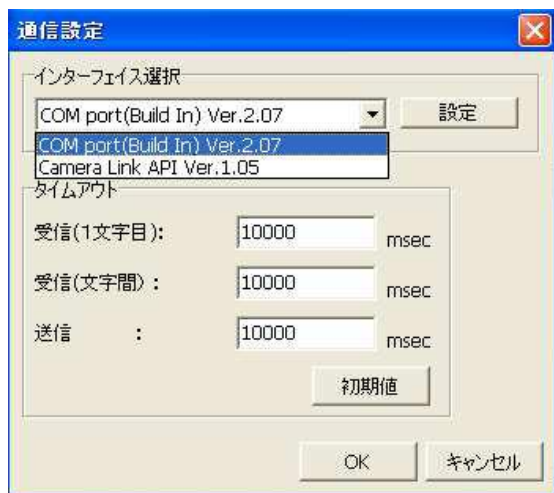 通信設定
インターフェイス選択
COM port(Build In) Ver.2.07
設定
COM port(Build In) Ver.2.07
Camera Link API Ver.1.05
タイムアウト
受信(1文字目): 10000 msec
受信(文字間): 10000 msec
送信 : 10000 msec
初期値
OK キャンセル